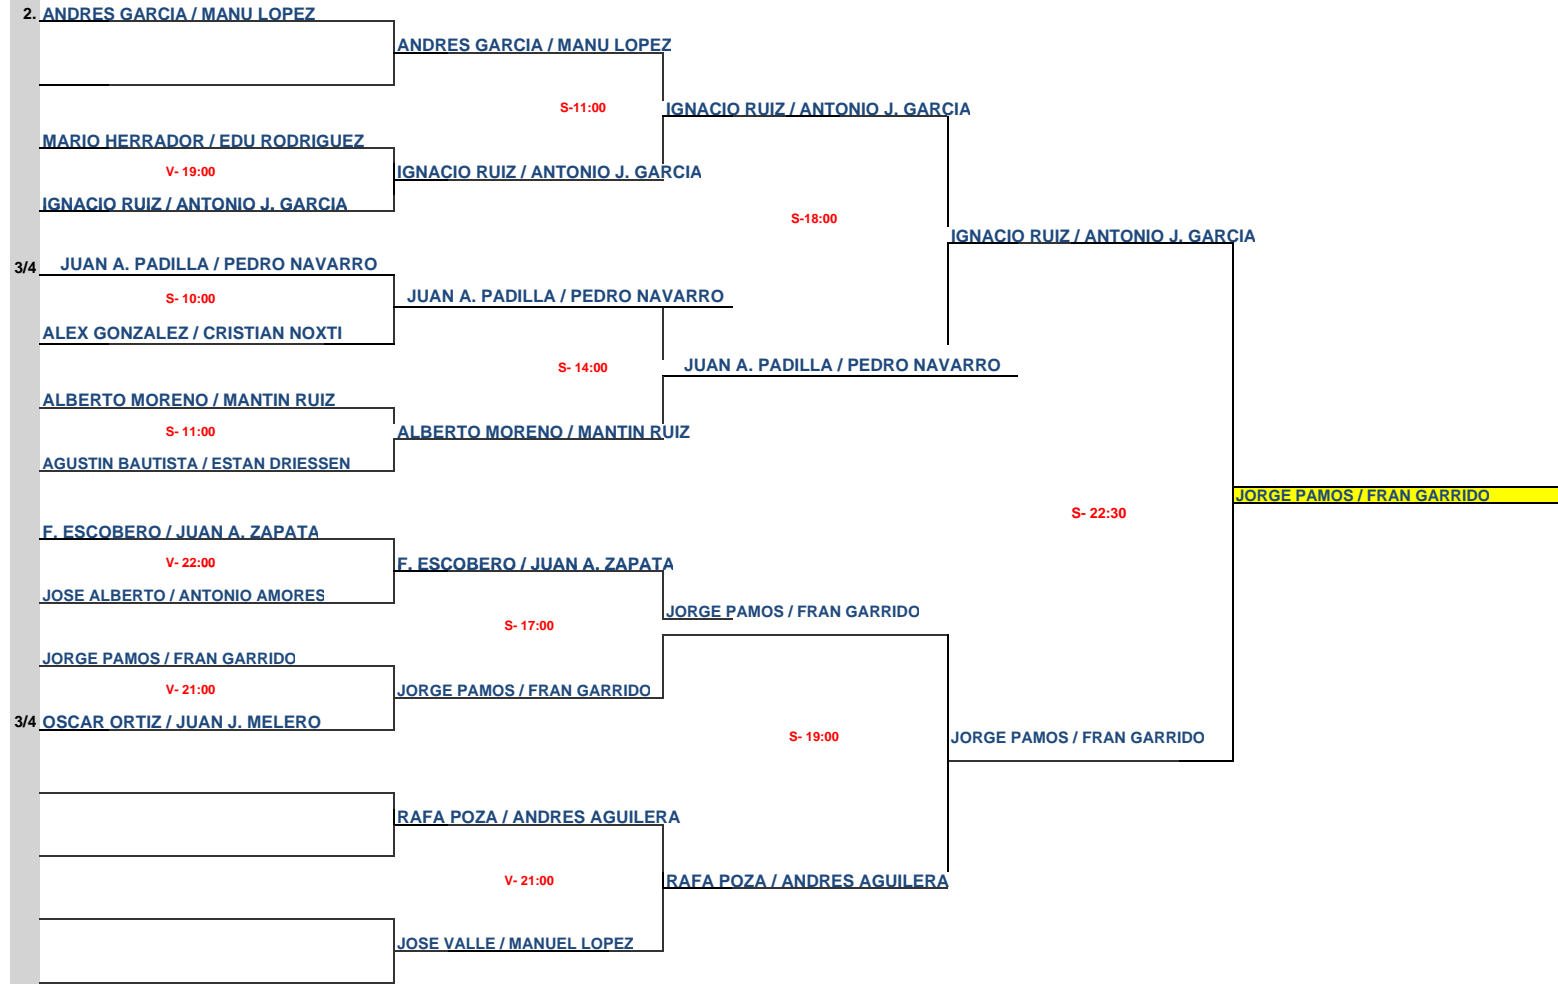 2. ANDRES GARCIA / MANU LOPEZ
ANDRES GARCIA / MANU LOPEZ
S-11:00
IGNACIO RUIZ / ANTONIO J. GARCIA
MARIO HERRADOR / EDU RODRIGUEZ
V- 19:00
IGNACIO RUIZ / ANTONIO J. GARCIA
IGNACIO RUIZ / ANTONIO J. GARCIA
S-18:00
IGNACIO RUIZ / ANTONIO J. GARCIA
3/4 JUAN A. PADILLA / PEDRO NAVARRO
S- 10:00
JUAN A. PADILLA / PEDRO NAVARRO
ALEX GONZALEZ / CRISTIAN NOXTI
S- 14:00
JUAN A. PADILLA / PEDRO NAVARRO
ALBERTO MORENO / MANTIN RUIZ
S- 11:00
ALBERTO MORENO / MANTIN RUIZ
AGUSTIN BAUTISTA / ESTAN DRIESSEN
JORGE PAMOS / FRAN GARRIDO
S- 22:30
F. ESCOBERO / JUAN A. ZAPATA
V- 22:00
F. ESCOBERO / JUAN A. ZAPATA
JOSE ALBERTO / ANTONIO AMORES
JORGE PAMOS / FRAN GARRIDO
S- 17:00
JORGE PAMOS / FRAN GARRIDO
V- 21:00
JORGE PAMOS / FRAN GARRIDO
3/4 OSCAR ORTIZ / JUAN J. MELERO
S- 19:00
JORGE PAMOS / FRAN GARRIDO
RAFA POZA / ANDRES AGUILERA
V- 21:00
RAFA POZA / ANDRES AGUILERA
JOSE VALLE / MANUEL LOPEZ